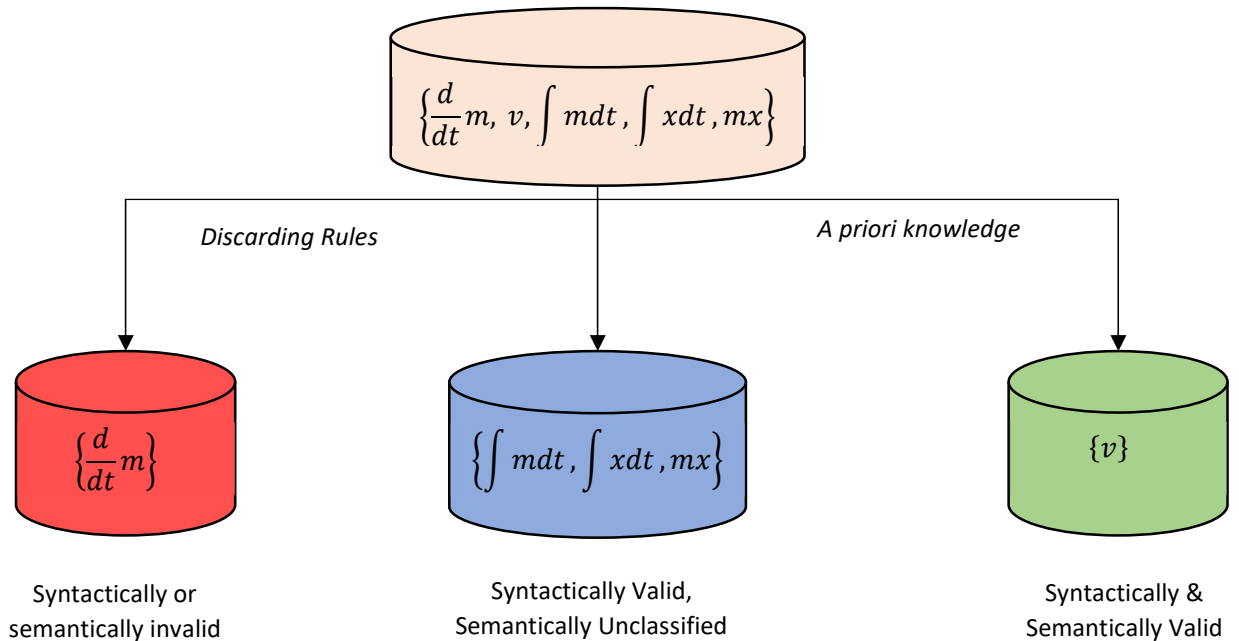 {d/dt m, v, ∫ mdt , ∫ xdt , mx}
Discarding Rules
A priori knowledge
{d/dt m}
{∫ mdt , ∫ xdt , mx}
{v}
Syntactically or
semantically invalid
Syntactically Valid,
Semantically Unclassified
Syntactically &
Semantically Valid